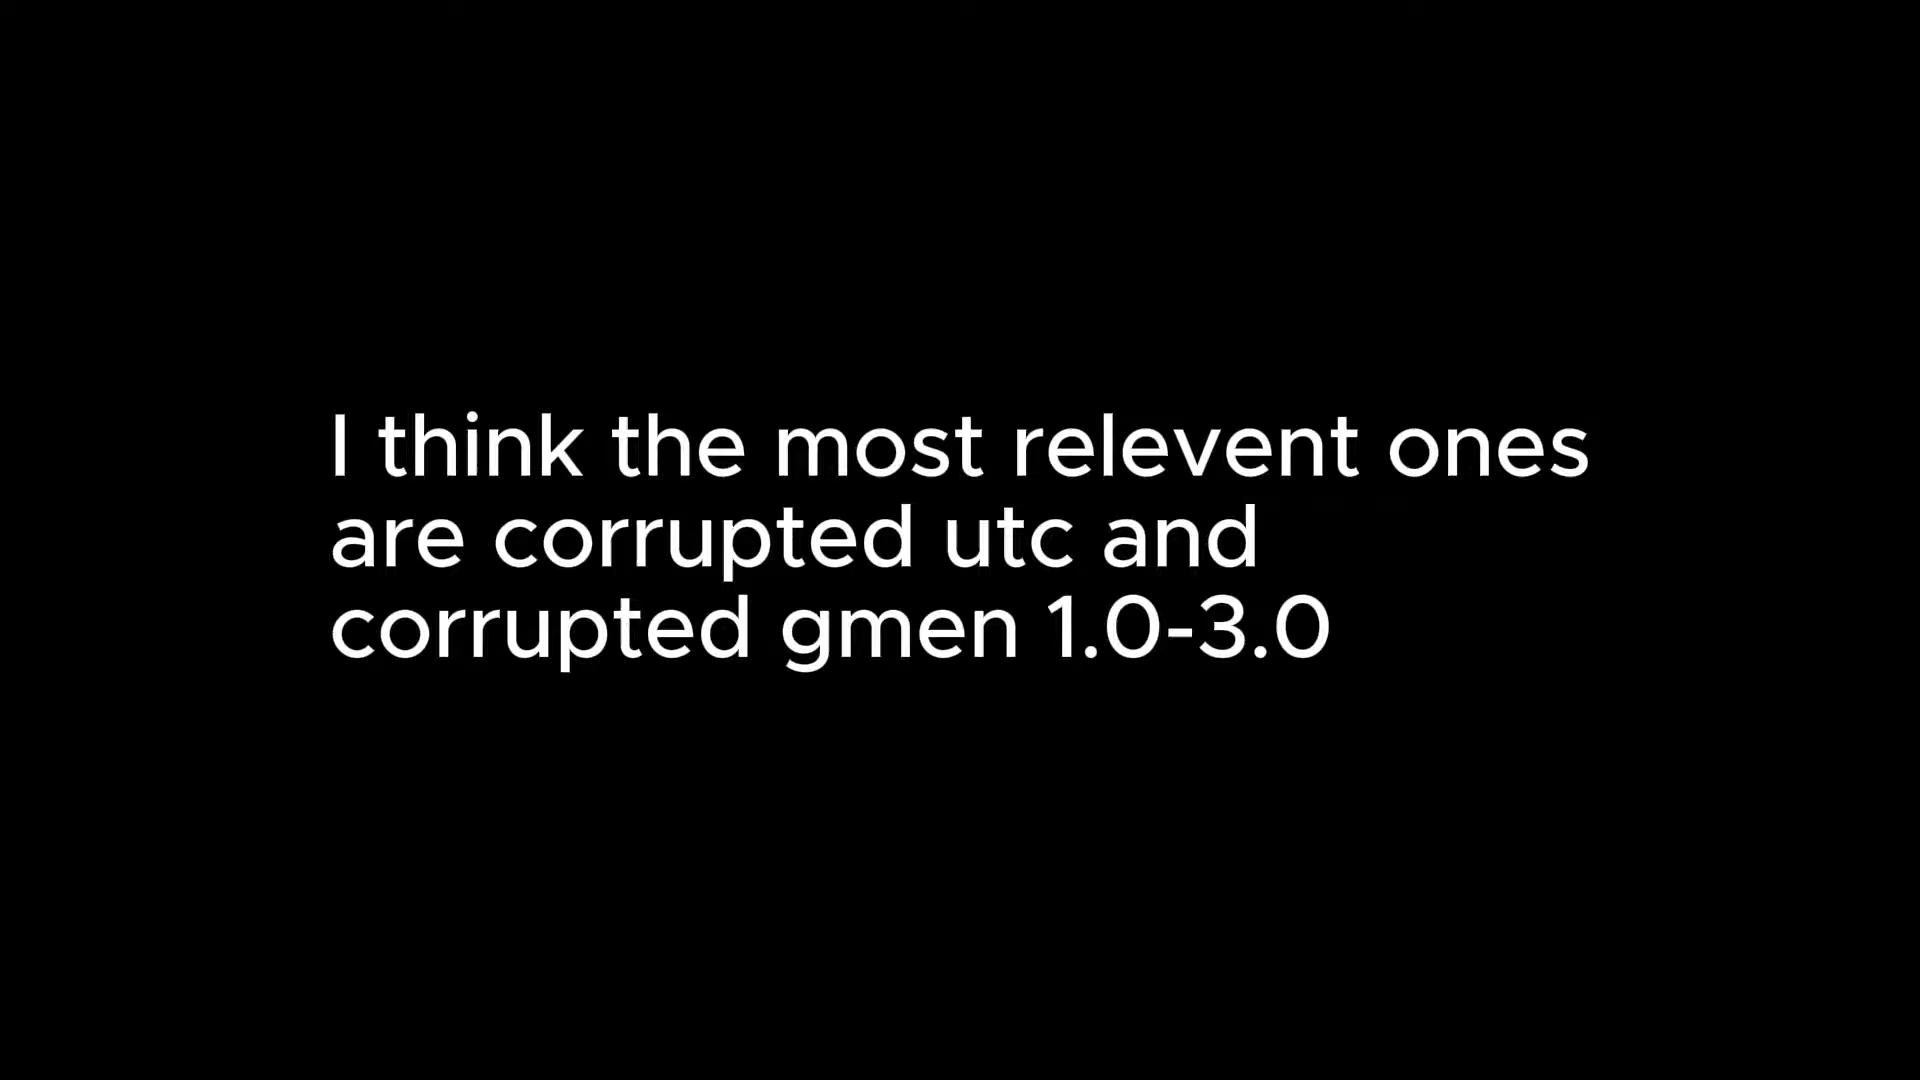 I think the most relevent ones
are corrupted utc and
corrupted gmen 1.0-3.0